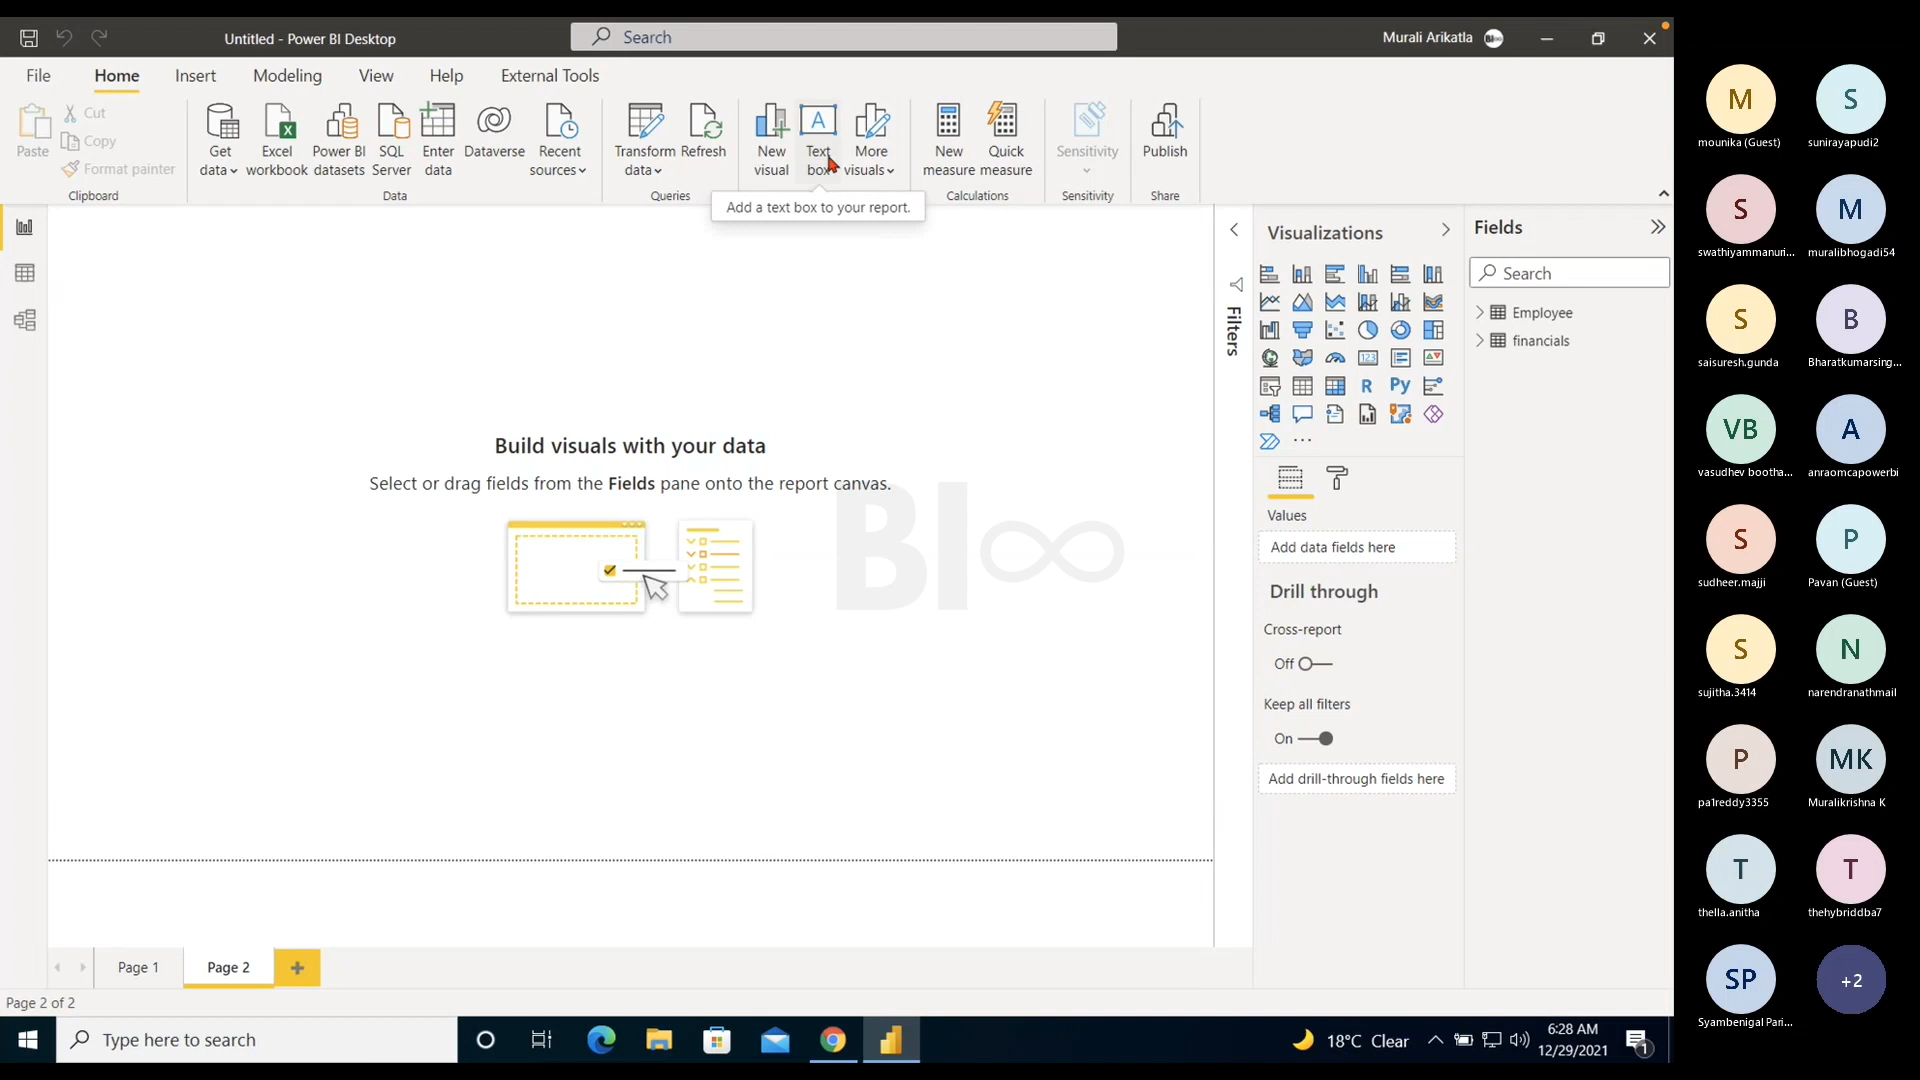 Untitled - Power BI Desktop
Search
Murali Arikatla
File
Home
Insert
Modeling
View
Help
External Tools
Paste
Cut
Copy
Format painter
Clipboard
Get
data
Excel
workbook
Power BI
datasets
SQL
Server
Enter
data
Dataverse
Recent
sources
Data
Transform
data
Refresh
Queries
New
visual
Text
box
More
visuals
Add a text box to your report.
New
measure
Quick
measure
Calculations
Sensitivity
Sensitivity
Publish
Share
Build visuals with your data
Select or drag fields from the Fields pane onto the report canvas.
BI
Filters
Visualizations
123
R
Py
Values
Add data fields here
Drill through
Cross-report
Off
Keep all filters
On
Add drill-through fields here
Fields
Search
Employee
financials
Page 1
Page 2
Page 2 of 2
Type here to search
18°C Clear
6:28 AM
12/29/2021
1
M
mounika (Guest)
S
sunirayapudi2
S
swathiyammanuri...
M
muralibhogadi54
S
saisuresh.gunda
B
Bharatkumarsing...
VB
vasudhev bootha...
A
anraomcapowerbi
S
sudheer.majji
P
Pavan (Guest)
S
sujitha.3414
N
narendranathmail
P
pa1reddy3355
MK
Muralikrishna K
T
thella.anitha
T
thehybriddba7
SP
Syambenigal Pari...
+2